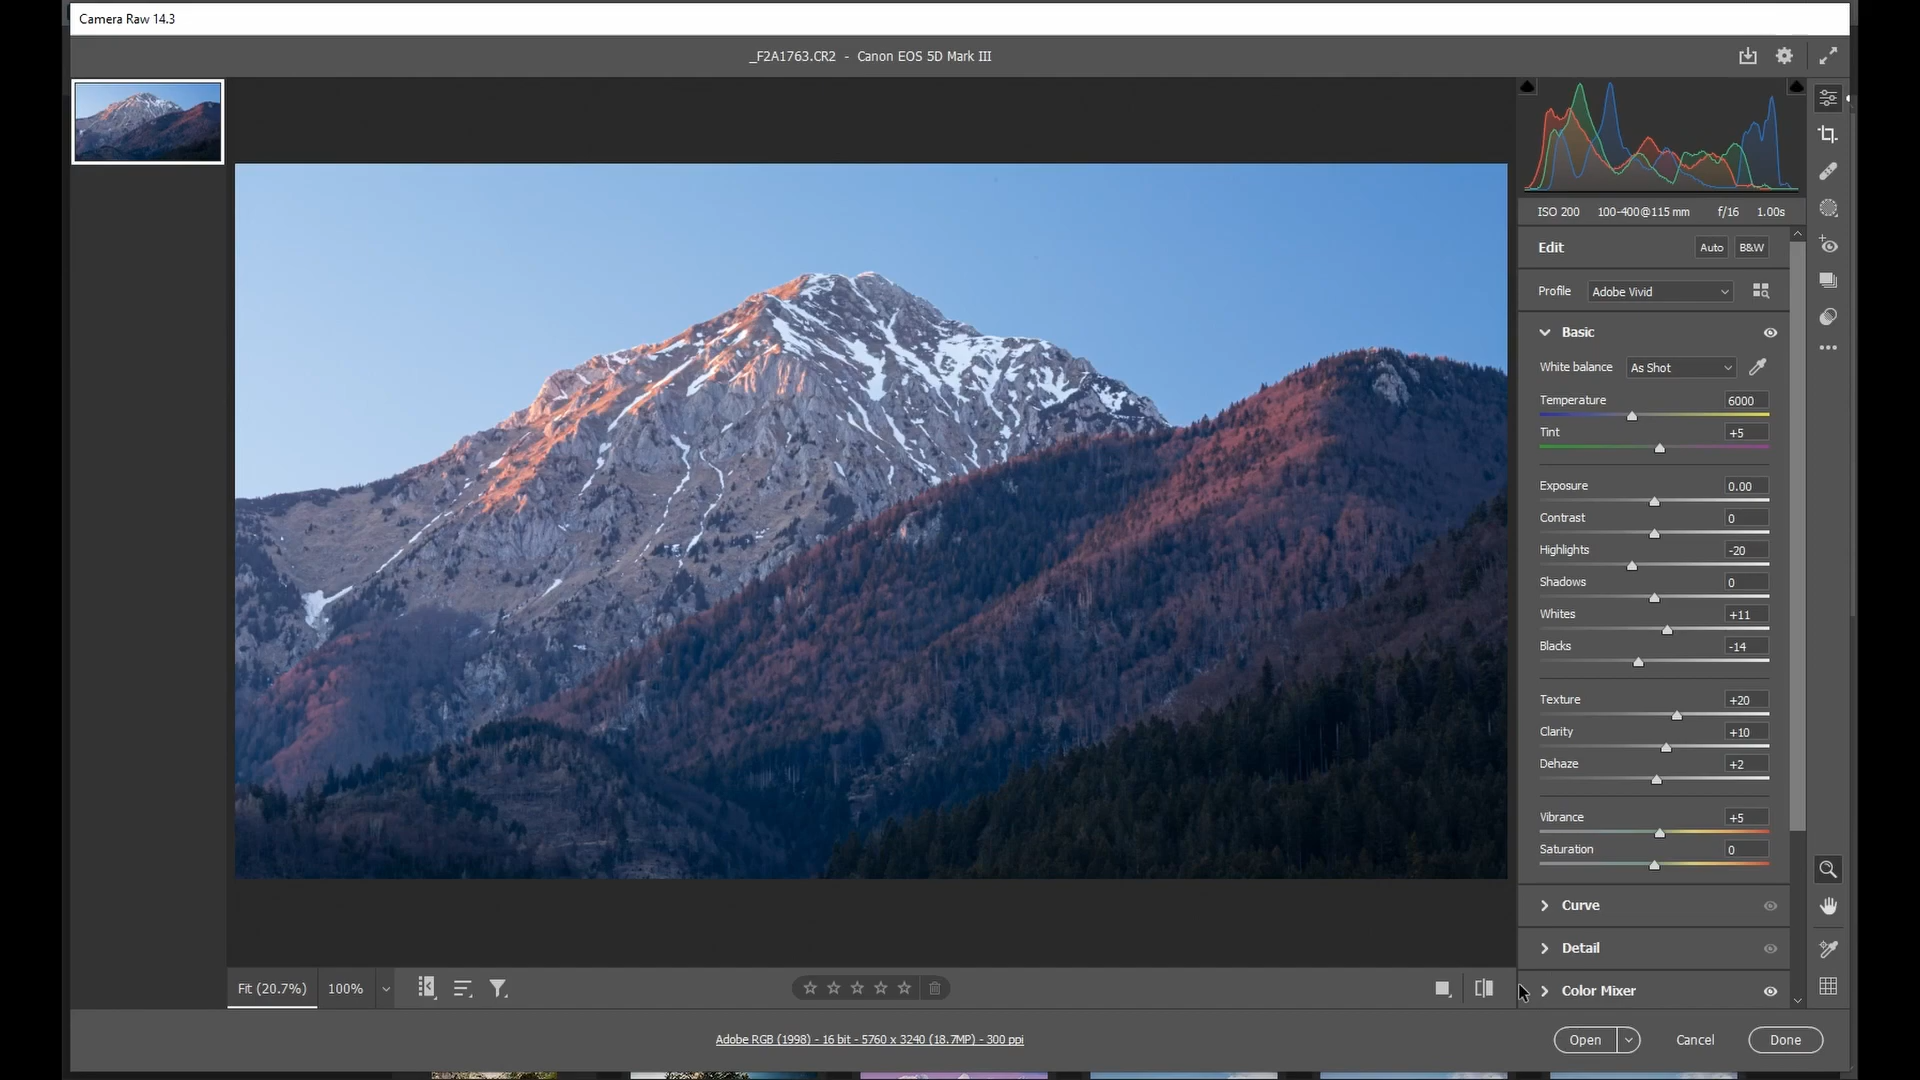 Camera Raw 14.3
_F2A1763.CR2 - Canon EOS 5D Mark III
ISO 200 100-400@115 mm f/16 1.00s
Edit Auto B&W
Profile Adobe Vivid
Basic
White balance As Shot
Temperature 6000
Tint +5
Exposure 0.00
Contrast 0
Highlights -20
Shadows 0
Whites +11
Blacks -14
Texture +20
Clarity +10
Dehaze +2
Vibrance +5
Saturation 0
Curve
Detail
Color Mixer
Fit (20.7%) 100%
Adobe RGB (1998) - 16 bit - 5760 x 3240 (18.7MP) - 300 ppi
Open Cancel Done